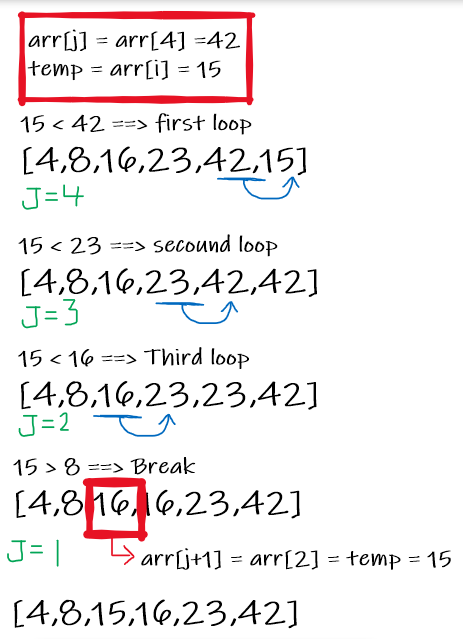 arr[j] = arr[4] =42
temp = arr[i] = 15
15 < 42 ==> first loop
[4,8,16,23,42,15]
J=4
15 < 23 ==> secound loop
[4,8,16,23,42,42]
J=3
15 < 16 ==> Third loop
[4,8,16,23,23,42]
J=2
15 > 8 ==> Break
[4,8,16,16,23,42]
J=1
arr[j+1] = arr[2] = temp = 15
[4,8,15,16,23,42]